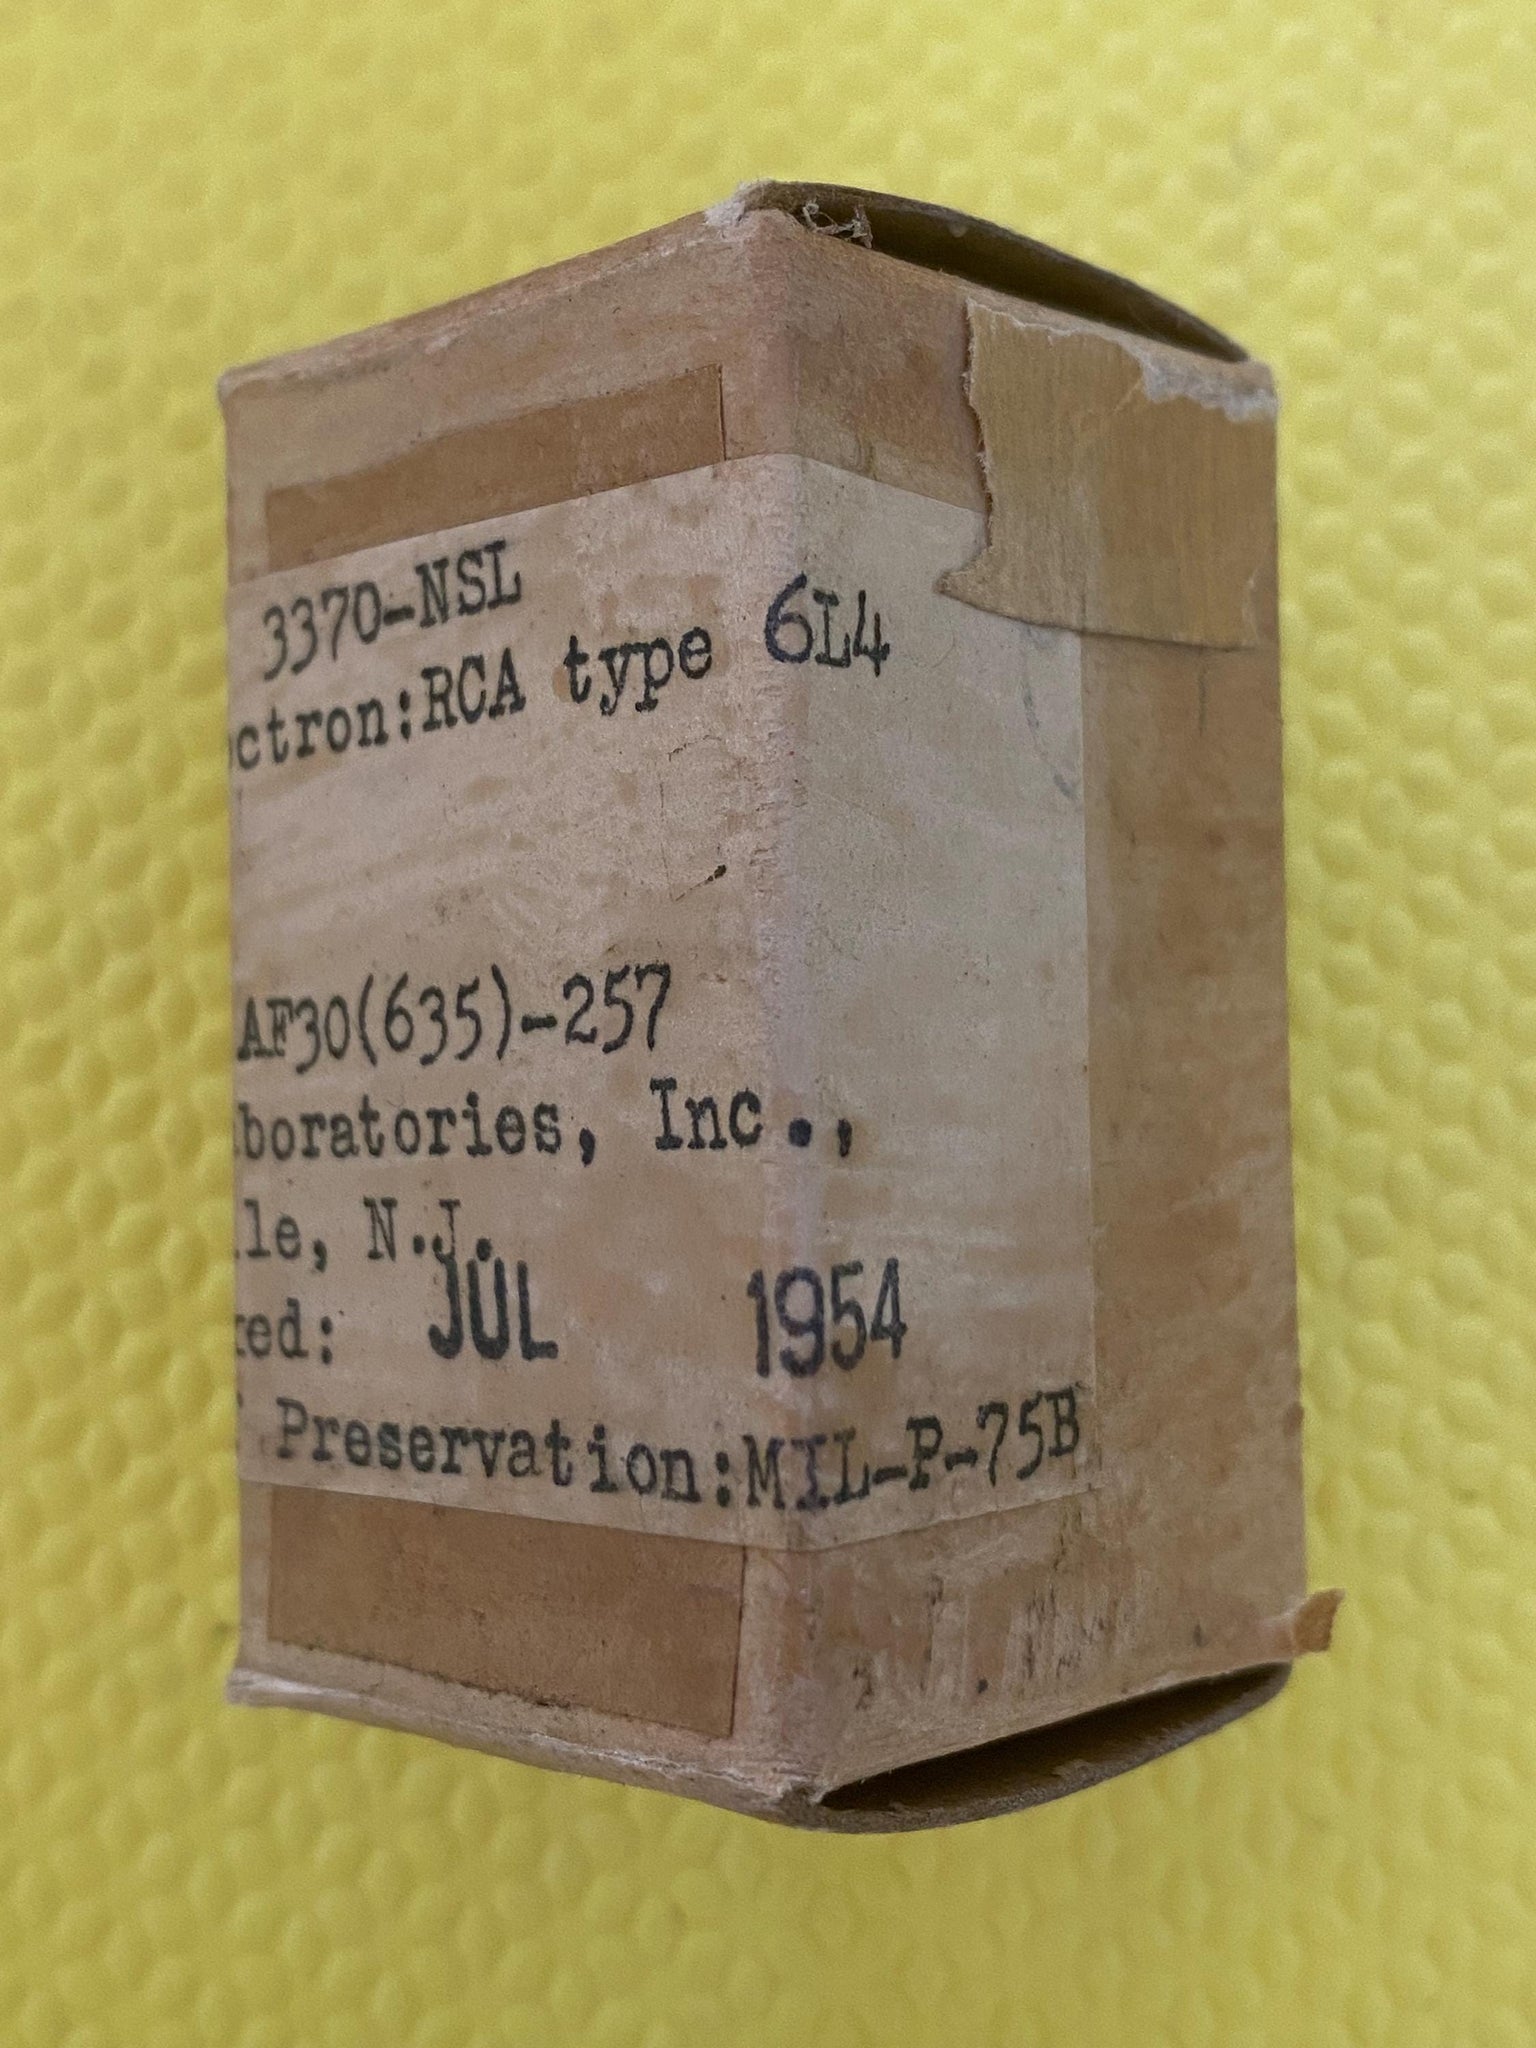 3370-NSL
ctron:RCA type 6L4
AF30(635)-257
boratories, Inc.,
le, N.J.
ed: JUL 1954
Preservation:MIL-P-75B